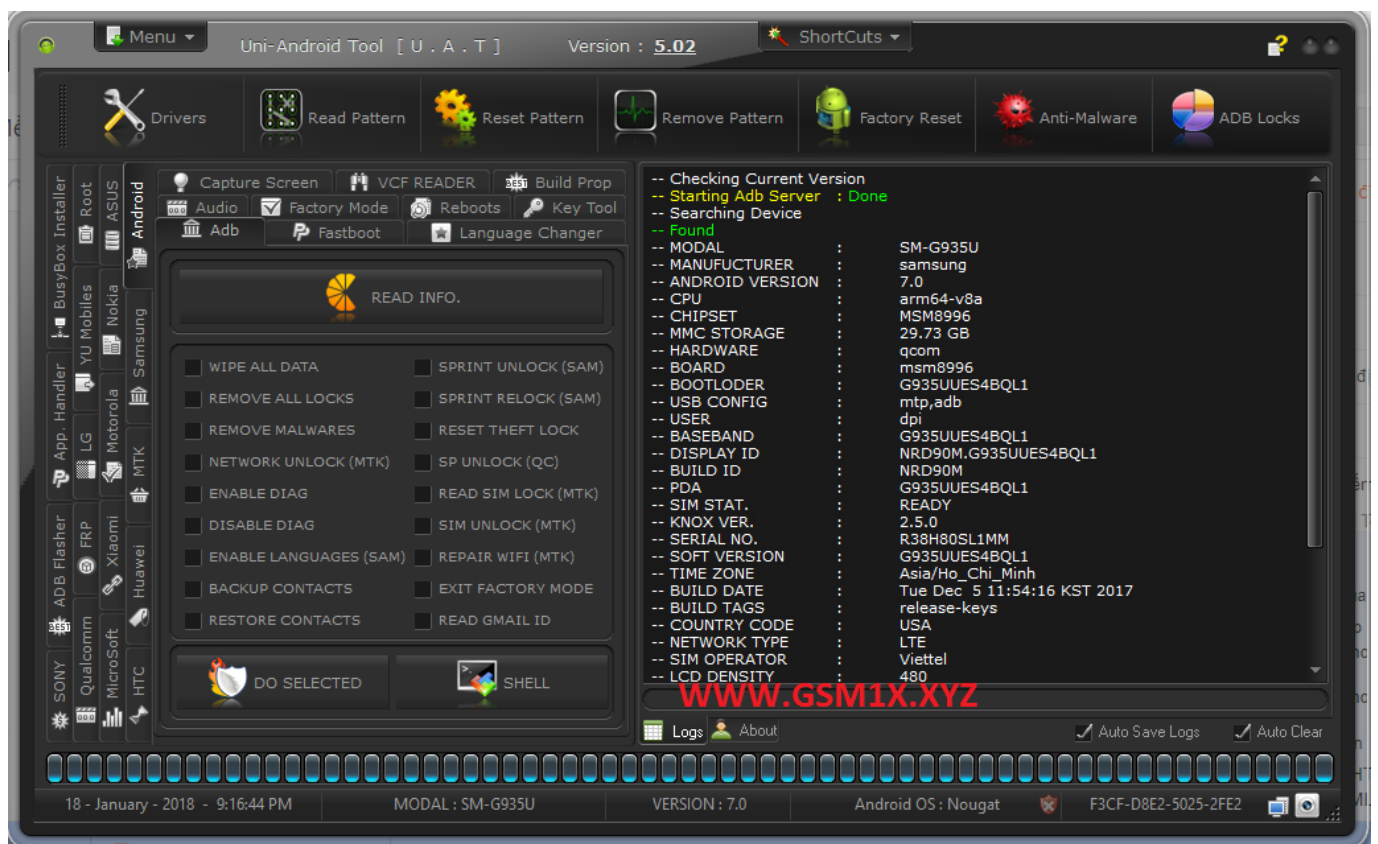 Menu
Uni-Android Tool [ U . A . T ] Version : 5.02
ShortCuts
Drivers
Read Pattern
Reset Pattern
Remove Pattern
Factory Reset
Anti-Malware
ADB Locks
BusyBox Installer
App. Handler
ADB Flasher
SONY
Root
YU Mobiles
LG
FRP
Qualcomm
ASUS
Nokia
Motorola
Xiaomi
MicroSoft
Android
Samsung
MTK
Huawei
HTC
Capture Screen VCF READER BEST Build Prop
Audio Factory Mode Reboots Key Tool
Adb Fastboot Language Changer
READ INFO.
WIPE ALL DATA SPRINT UNLOCK (SAM)
REMOVE ALL LOCKS SPRINT RELOCK (SAM)
REMOVE MALWARES RESET THEFT LOCK
NETWORK UNLOCK (MTK) SP UNLOCK (QC)
ENABLE DIAG READ SIM LOCK (MTK)
DISABLE DIAG SIM UNLOCK (MTK)
ENABLE LANGUAGES (SAM) REPAIR WIFI (MTK)
BACKUP CONTACTS EXIT FACTORY MODE
RESTORE CONTACTS READ GMAIL ID
DO SELECTED SHELL
-- Checking Current Version
-- Starting Adb Server : Done
-- Searching Device
-- Found
-- MODAL : SM-G935U
-- MANUFUCTURER : samsung
-- ANDROID VERSION : 7.0
-- CPU : arm64-v8a
-- CHIPSET : MSM8996
-- MMC STORAGE : 29.73 GB
-- HARDWARE : qcom
-- BOARD : msm8996
-- BOOTLODER : G935UUES4BQL1
-- USB CONFIG : mtp,adb
-- USER : dpi
-- BASEBAND : G935UUES4BQL1
-- DISPLAY ID : NRD90M.G935UUES4BQL1
-- BUILD ID : NRD90M
-- PDA : G935UUES4BQL1
-- SIM STAT. : READY
-- KNOX VER. : 2.5.0
-- SERIAL NO. : R38H80SL1MM
-- SOFT VERSION : G935UUES4BQL1
-- TIME ZONE : Asia/Ho_Chi_Minh
-- BUILD DATE : Tue Dec 5 11:54:16 KST 2017
-- BUILD TAGS : release-keys
-- COUNTRY CODE : USA
-- NETWORK TYPE : LTE
-- SIM OPERATOR : Viettel
-- LCD DENSITY : 480
WWW.GSM1X.XYZ
Logs About Auto Save Logs Auto Clear
18 - January - 2018 - 9:16:44 PM MODAL : SM-G935U VERSION : 7.0 Android OS : Nougat F3CF-D8E2-5025-2FE2